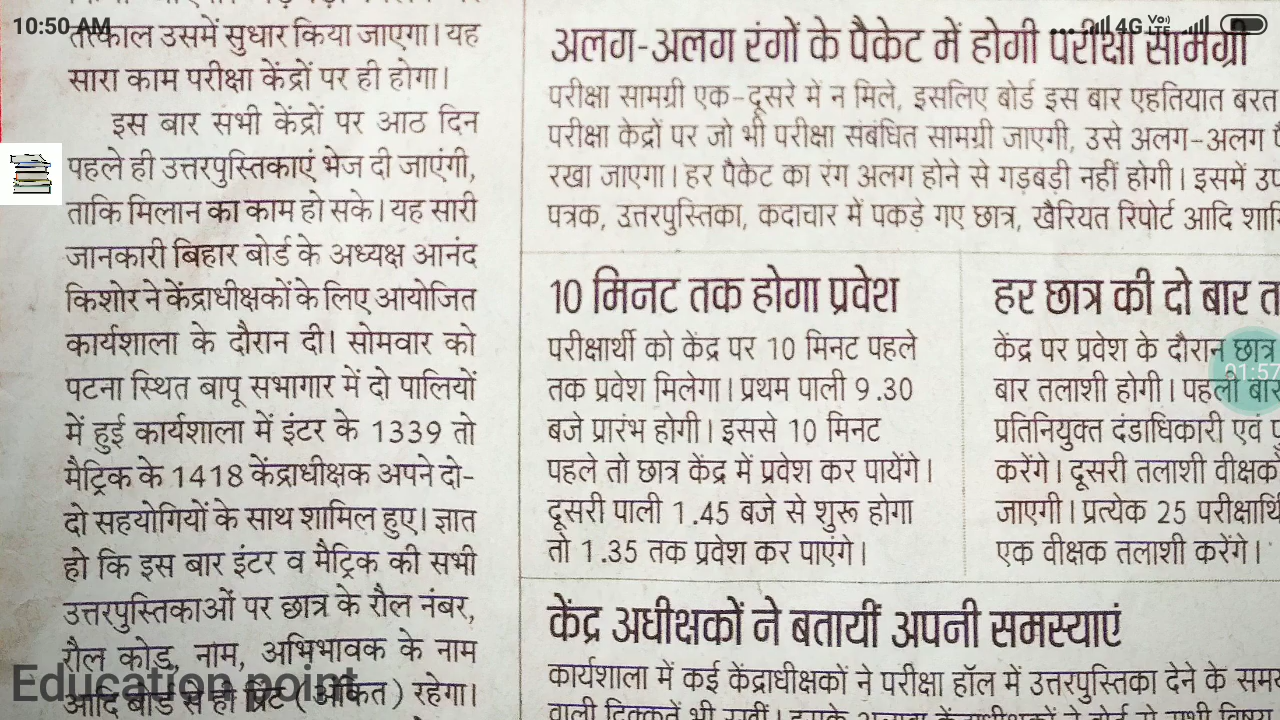 10:50 AM
4G VoLTE
तत्काल उसमें सुधार किया जाएगा। यह
सारा काम परीक्षा केंद्रों पर ही होगा।
इस बार सभी केंद्रों पर आठ दिन
पहले ही उत्तरपुस्तिकाएं भेज दी जाएंगी,
ताकि मिलान का काम हो सके। यह सारी
जानकारी बिहार बोर्ड के अध्यक्ष आनंद
किशोर ने केंद्राधीक्षकों के लिए आयोजित
कार्यशाला के दौरान दी। सोमवार को
पटना स्थित बापू सभागार में दो पालियों
में हुई कार्यशाला में इंटर के 1339 तो
मैट्रिक के 1418 केंद्राधीक्षक अपने दो-
दो सहयोगियों के साथ शामिल हुए। ज्ञात
हो कि इस बार इंटर व मैट्रिक की सभी
उत्तरपुस्तिकाओं पर छात्र के रौल नंबर,
रौल कोड, नाम, अभिभावक के नाम
आदि बोर्ड से ही प्रिंट (अंकित) रहेगा।
Education point
अलग-अलग रंगों के पैकेट में होगी परीक्षा सामग्री
परीक्षा सामग्री एक-दूसरे में न मिले, इसलिए बोर्ड इस बार एहतियात बरत
परीक्षा केद्रों पर जो भी परीक्षा संबंधित सामग्री जाएगी, उसे अलग-अलग
रखा जाएगा। हर पैकेट का रंग अलग होने से गड़बड़ी नहीं होगी। इसमें
पत्रक, उत्तरपुस्तिका, कदाचार में पकड़े गए छात्र, खैरियत रिपोर्ट आदि
10 मिनट तक होगा प्रवेश
परीक्षार्थी को केंद्र पर 10 मिनट पहले
तक प्रवेश मिलेगा। प्रथम पाली 9.30
बजे प्रारंभ होगी। इससे 10 मिनट
पहले तो छात्र केंद्र में प्रवेश कर पायेंगे।
दूसरी पाली 1.45 बजे से शुरू होगा
तो 1.35 तक प्रवेश कर पाएंगे।
हर छात्र की दो बार
केंद्र पर प्रवेश के दौरान छात्र
बार तलाशी होगी। पहली बार
प्रतिनियुक्त दंडाधिकारी एवं
करेंगे। दूसरी तलाशी
जाएगी। प्रत्येक 25
एक वीक्षक तलाशी करेंगे।
01:57
केंद्र अधीक्षकों ने बतायीं अपनी समस्याएं
कार्यशाला में कई केंद्राधीक्षकों ने परीक्षा हॉल में उत्तरपुस्तिका देने के